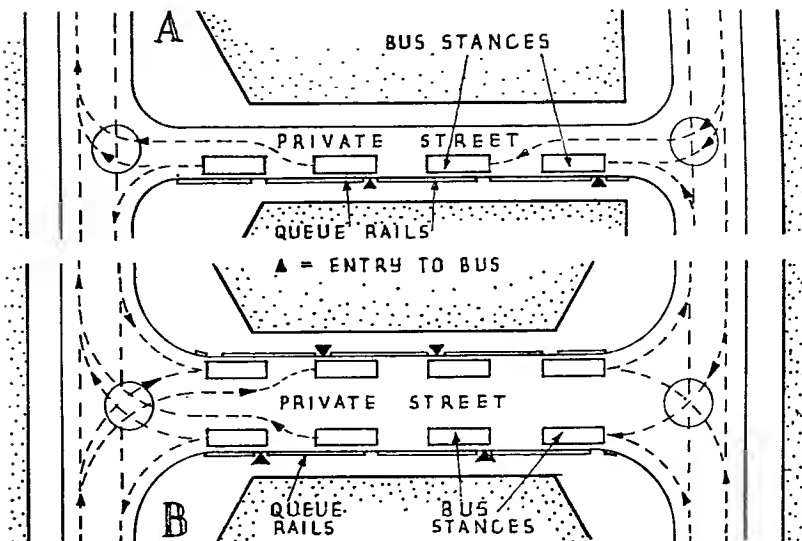 A
BUS STANCES
PRIVATE STREET
QUEUE RAILS
▲ = ENTRY TO BUS
PRIVATE STREET
B
QUEUE
RAILS
BUS
STANCES